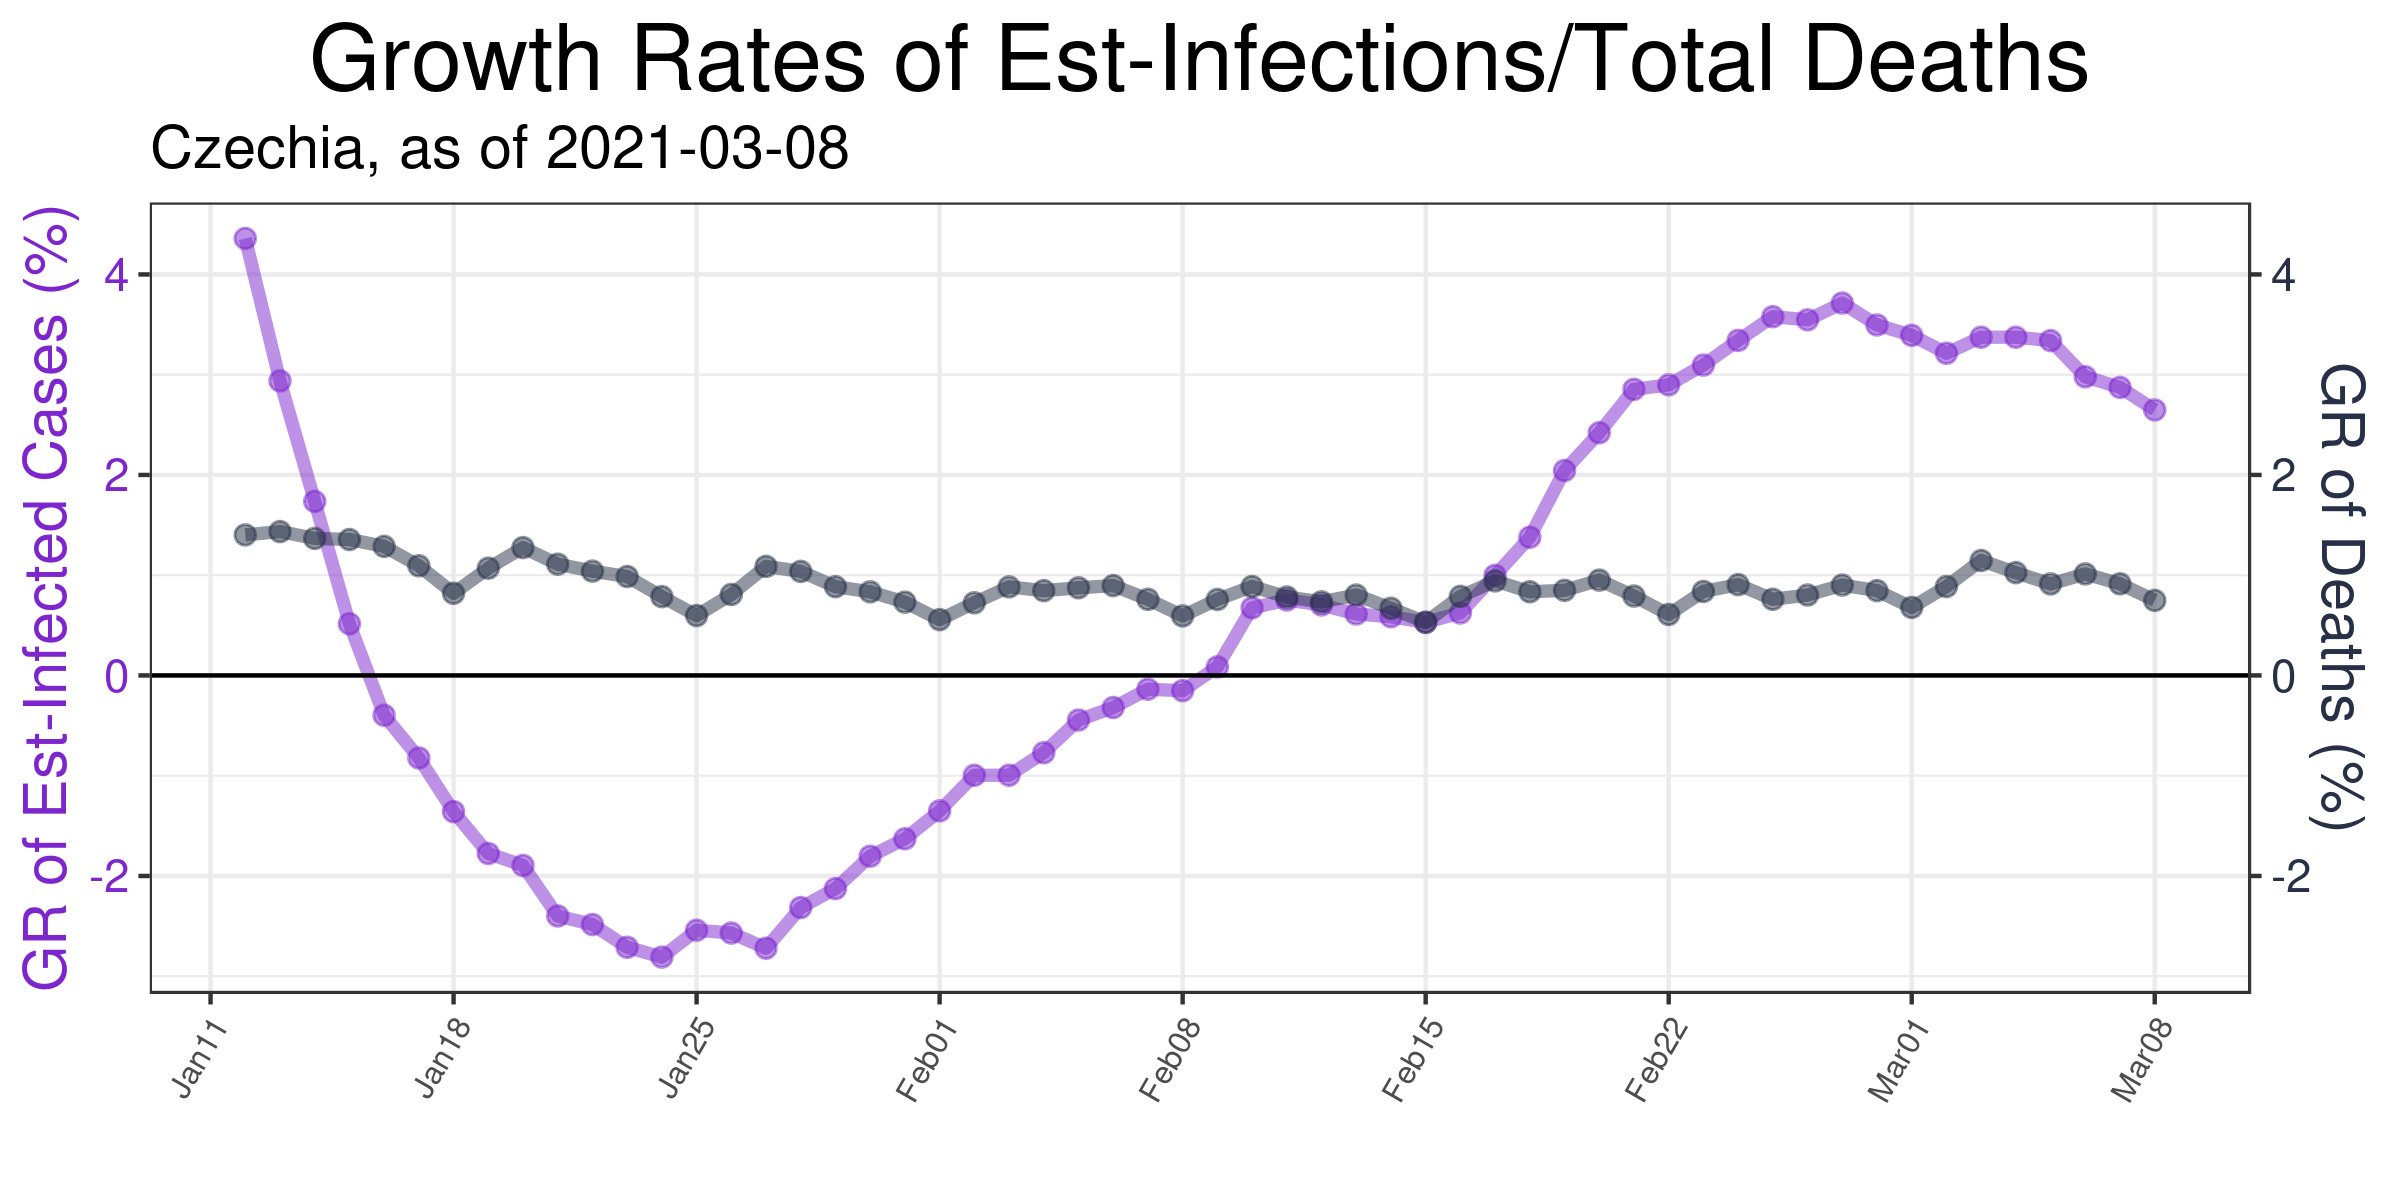 Growth Rates of Est-Infections/Total Deaths
Czechia, as of 2021-03-08
GR of Est-Infected Cases (%)
4
2
0
-2
4
2
0
-2
GR of Deaths (%)
Jan11
Jan18
Jan25
Feb01
Feb08
Feb15
Feb22
Mar01
Mar08